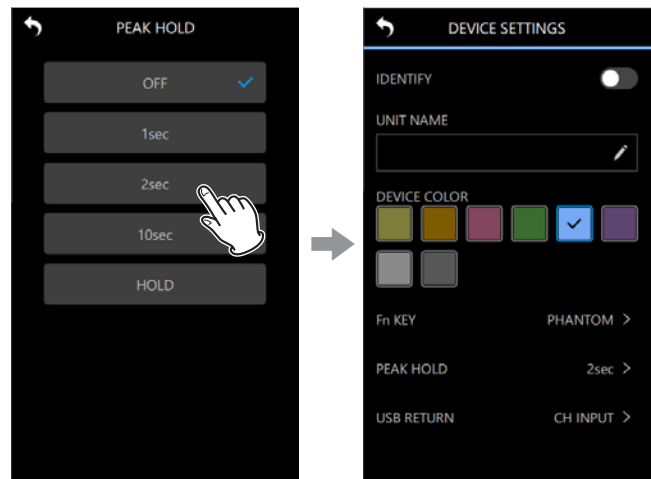 PEAK HOLD
OFF
1sec
2sec
10sec
HOLD
DEVICE SETTINGS
IDENTIFY
UNIT NAME
DEVICE COLOR
Fn KEY PHANTOM >
PEAK HOLD 2sec >
USB RETURN CH INPUT >